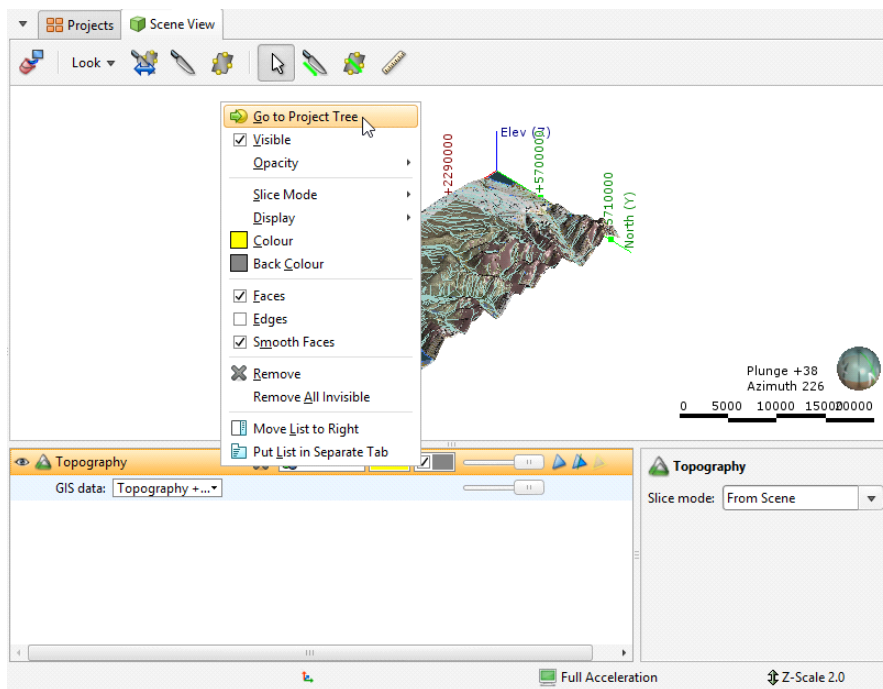 Projects Scene View
Look
Go to Project Tree
Visible
Opacity
Slice Mode
Display
Colour
Back Colour
Faces
Edges
Smooth Faces
Remove
Remove All Invisible
Move List to Right
Put List in Separate Tab
+2290000
Elev (Z)
+5700000
5710000
North (Y)
Plunge +38
Azimuth 226
0 5000 10000 15000 20000
Topography
GIS data: Topography +...
Topography
Slice mode: From Scene
Full Acceleration
Z-Scale 2.0